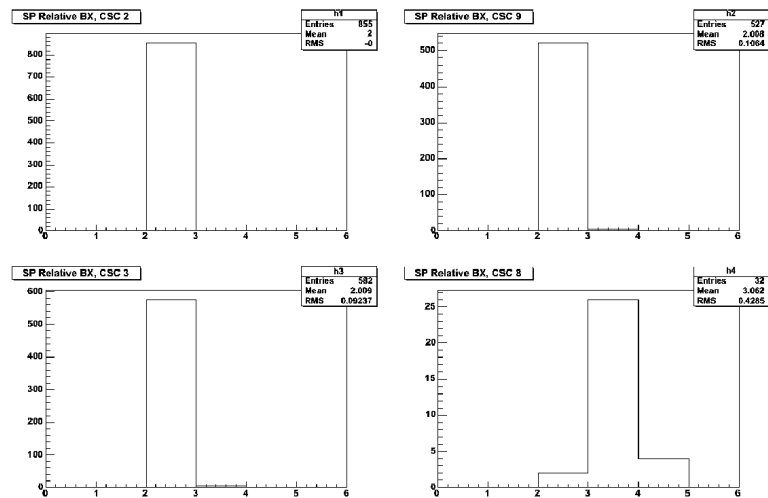 SP Relative BX, CSC 2
h1
Entries 855
Mean 2
RMS -0
800
700
600
500
400
300
200
100
0
0 1 2 3 4 5 6
SP Relative BX, CSC 9
h2
Entries 527
Mean 2.008
RMS 0.1064
500
400
300
200
100
0
0 1 2 3 4 5 6
SP Relative BX, CSC 3
h3
Entries 582
Mean 2.009
RMS 0.09237
600
500
400
300
200
100
0
0 1 2 3 4 5 6
SP Relative BX, CSC 8
h4
Entries 32
Mean 3.062
RMS 0.4285
25
20
15
10
5
0
0 1 2 3 4 5 6